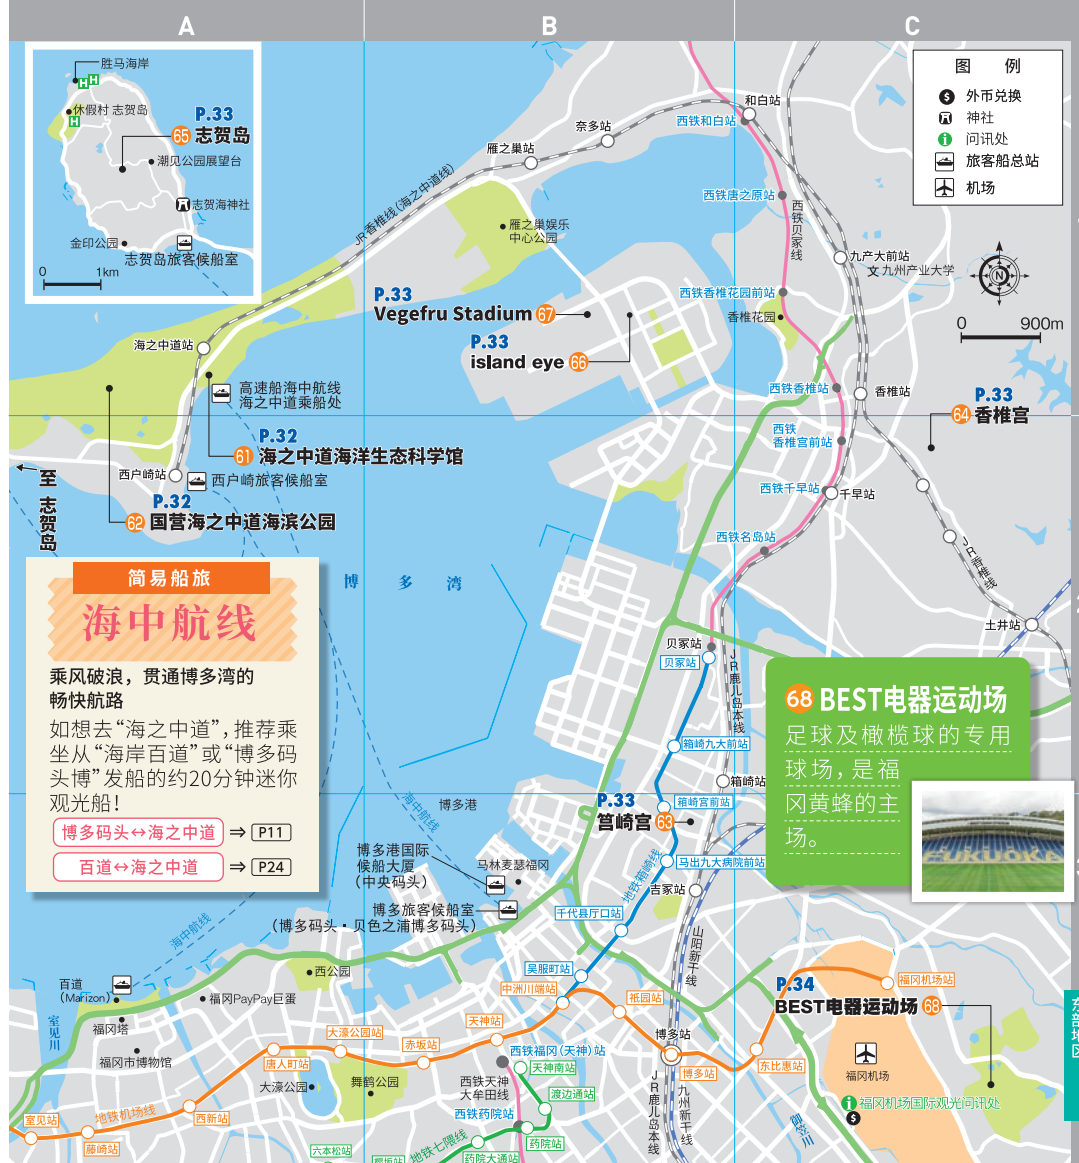 A
B
C
胜马海岸
休假村 志贺岛
P.33
65 志贺岛
潮见公园展望台
志贺海神社
金印公园
志贺岛旅客候船室
0 1km
图 例
外币兑换
神社
问讯处
旅客船总站
机场
N
0 900m
和白站
西铁和白站
奈多站
雁之巢站
JR香椎线(海之中道线)
雁之巢娱乐
中心公园
西铁唐之原站
西铁贝冢线
九产大前站
文 九州产业大学
P.33
Vegefru Stadium 67
P.33
island eye 66
西铁香椎花园前站
香椎花园
海之中道站
高速船海中航线
海之中道乘船处
西铁香椎站
香椎站
P.33
64 香椎宫
P.32
61 海之中道海洋生态科学馆
西铁
香椎宫前站
西户崎站
西户崎旅客候船室
至 志贺岛
P.32
62 国营海之中道海滨公园
西铁千早站
千早站
西铁名岛站
JR香椎线
土井站
博多湾
简易船旅
海中航线
乘风破浪，贯通博多湾的
畅快航路
如想去“海之中道”,推荐乘
坐从“海岸百道”或“博多码
头博”发船的约20分钟迷你
观光船!
博多码头↔海之中道 ⇒ P11
百道↔海之中道 ⇒ P24
贝冢站
贝冢站
JR鹿儿岛本线
68 BEST电器运动场
足球及橄榄球的专用
球场,是福
冈黄蜂的主
场。
FUKUOKA
箱崎九大前站
箱崎站
海中航线
博多港
P.33
筥崎宫 63
箱崎宫前站
地铁箱崎线
马出九大病院前站
吉冢站
博多港国际
候船大厦
(中央码头)
马林麦瑟福冈
博多旅客候船室
(博多码头·贝色之浦博多码头)
千代县厅口站
海中航线
山阳新干线
西公园
吴服町站
中洲川端站
祇园站
福冈机场站
P.34
BEST电器运动场 68
百道
(Marizon)
福冈PayPay巨蛋
福冈塔
室见川
福冈市博物馆
大濠公园站
唐人町站
赤坂站
天神站
博多站
博多站
东比惠站
福冈机场
东部地区
西铁福冈(天神)站
天神南站
西铁天神
大牟田线
大濠公园
舞鹤公园
渡边通站
西铁药院站
JR鹿儿岛本线
九州新干线
御笠川
福冈机场国际观光问讯处
室见站
地铁机场线
西新站
藤崎站
六本松站
樱坂站
地铁七隈线
药院站
药院大通站